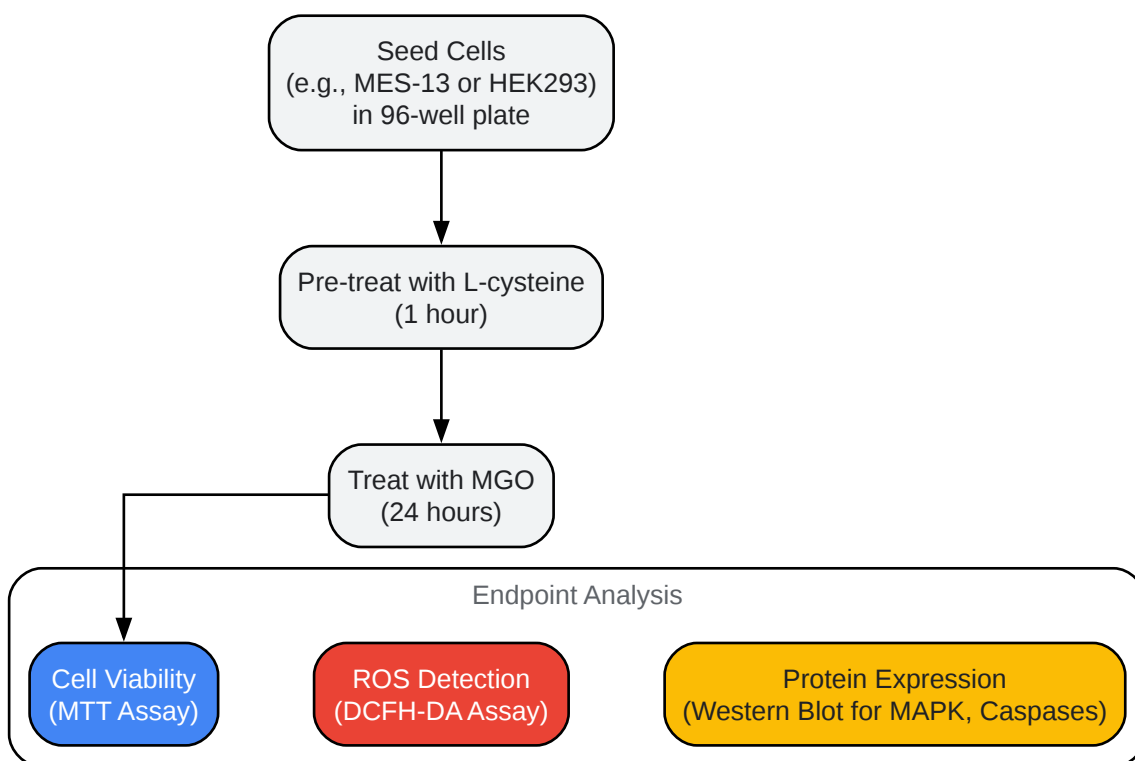 Seed Cells
(e.g., MES-13 or HEK293)
in 96-well plate
Pre-treat with L-cysteine
(1 hour)
Treat with MGO
(24 hours)
Endpoint Analysis
Cell Viability
(MTT Assay)
ROS Detection
(DCFH-DA Assay)
Protein Expression
(Western Blot for MAPK, Caspases)